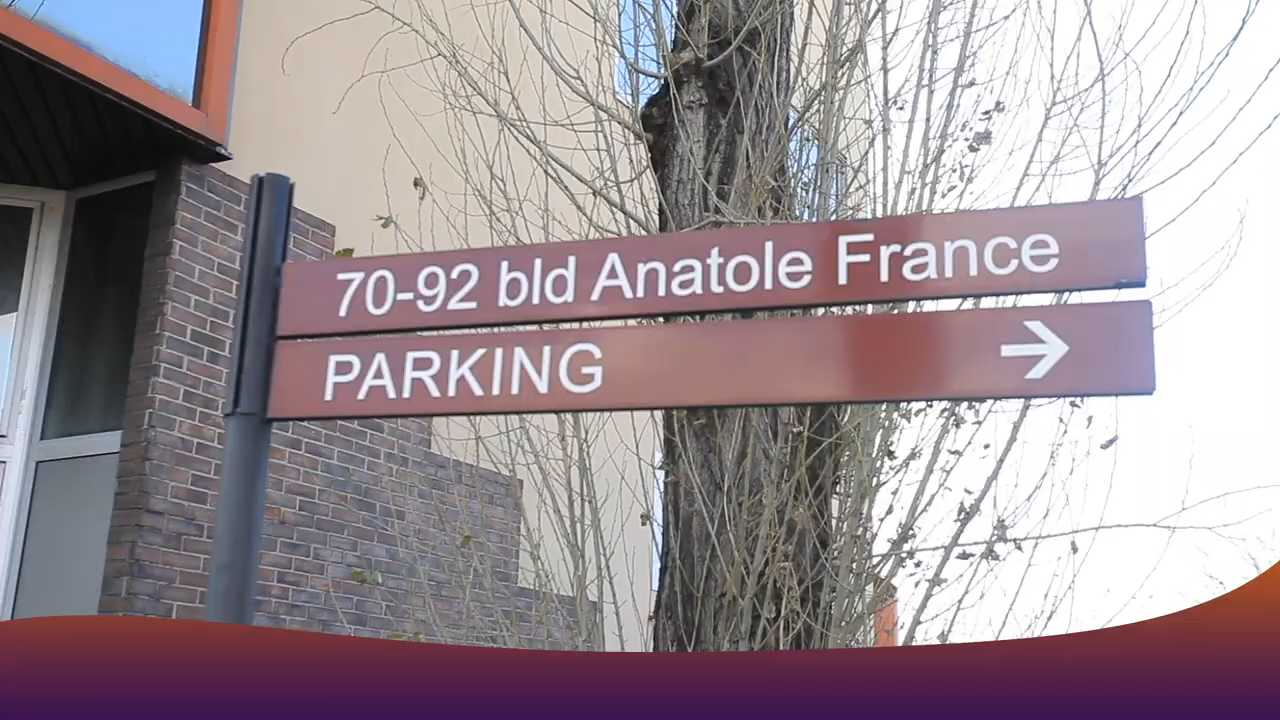 70-92 bld Anatole France
PARKING →